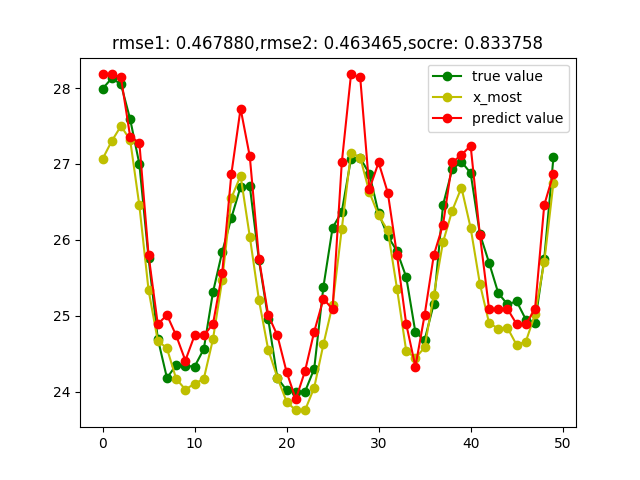 rmse1: 0.467880,rmse2: 0.463465,socre: 0.833758
true value
x_most
predict value
28
27
26
25
24
0 10 20 30 40 50